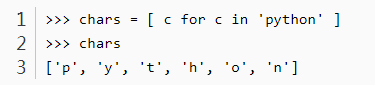 1 >>> chars = [ c for c in 'python' ]
2 >>> chars
3 ['p', 'y', 't', 'h', 'o', 'n']